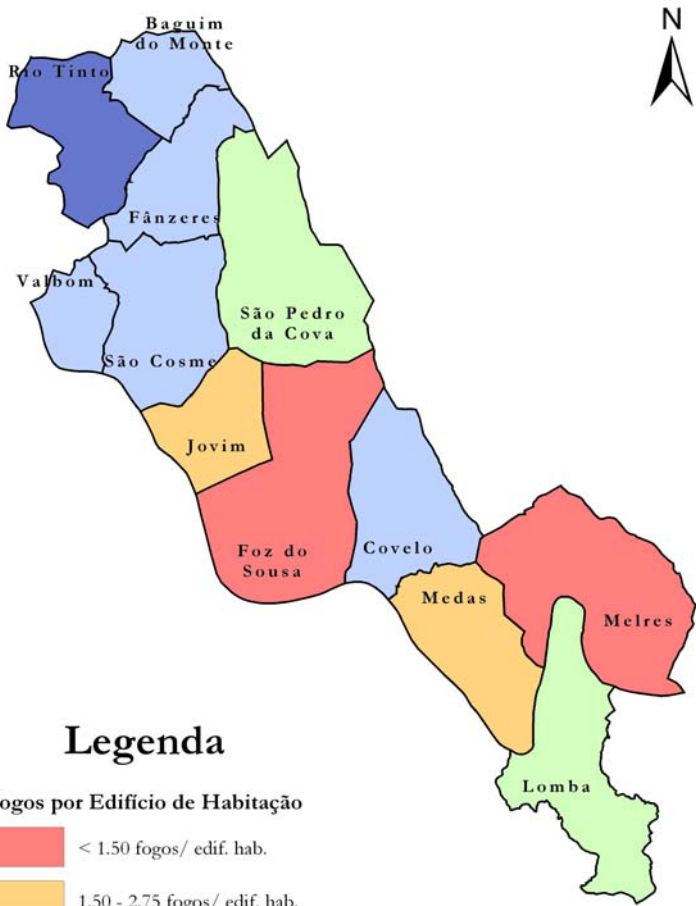 N
Baguim
do Monte
Rio Tinto
Fânzeres
Valbom
São Pedro
da Cova
São Cosme
Jovim
Foz do
Sousa
Covelo
Medas
Melres
Lomba
Legenda
ogos por Edifício de Habitação
< 1.50 fogos/ edif. hab.
1.50 - 2.75 fogos/ edif. hab.